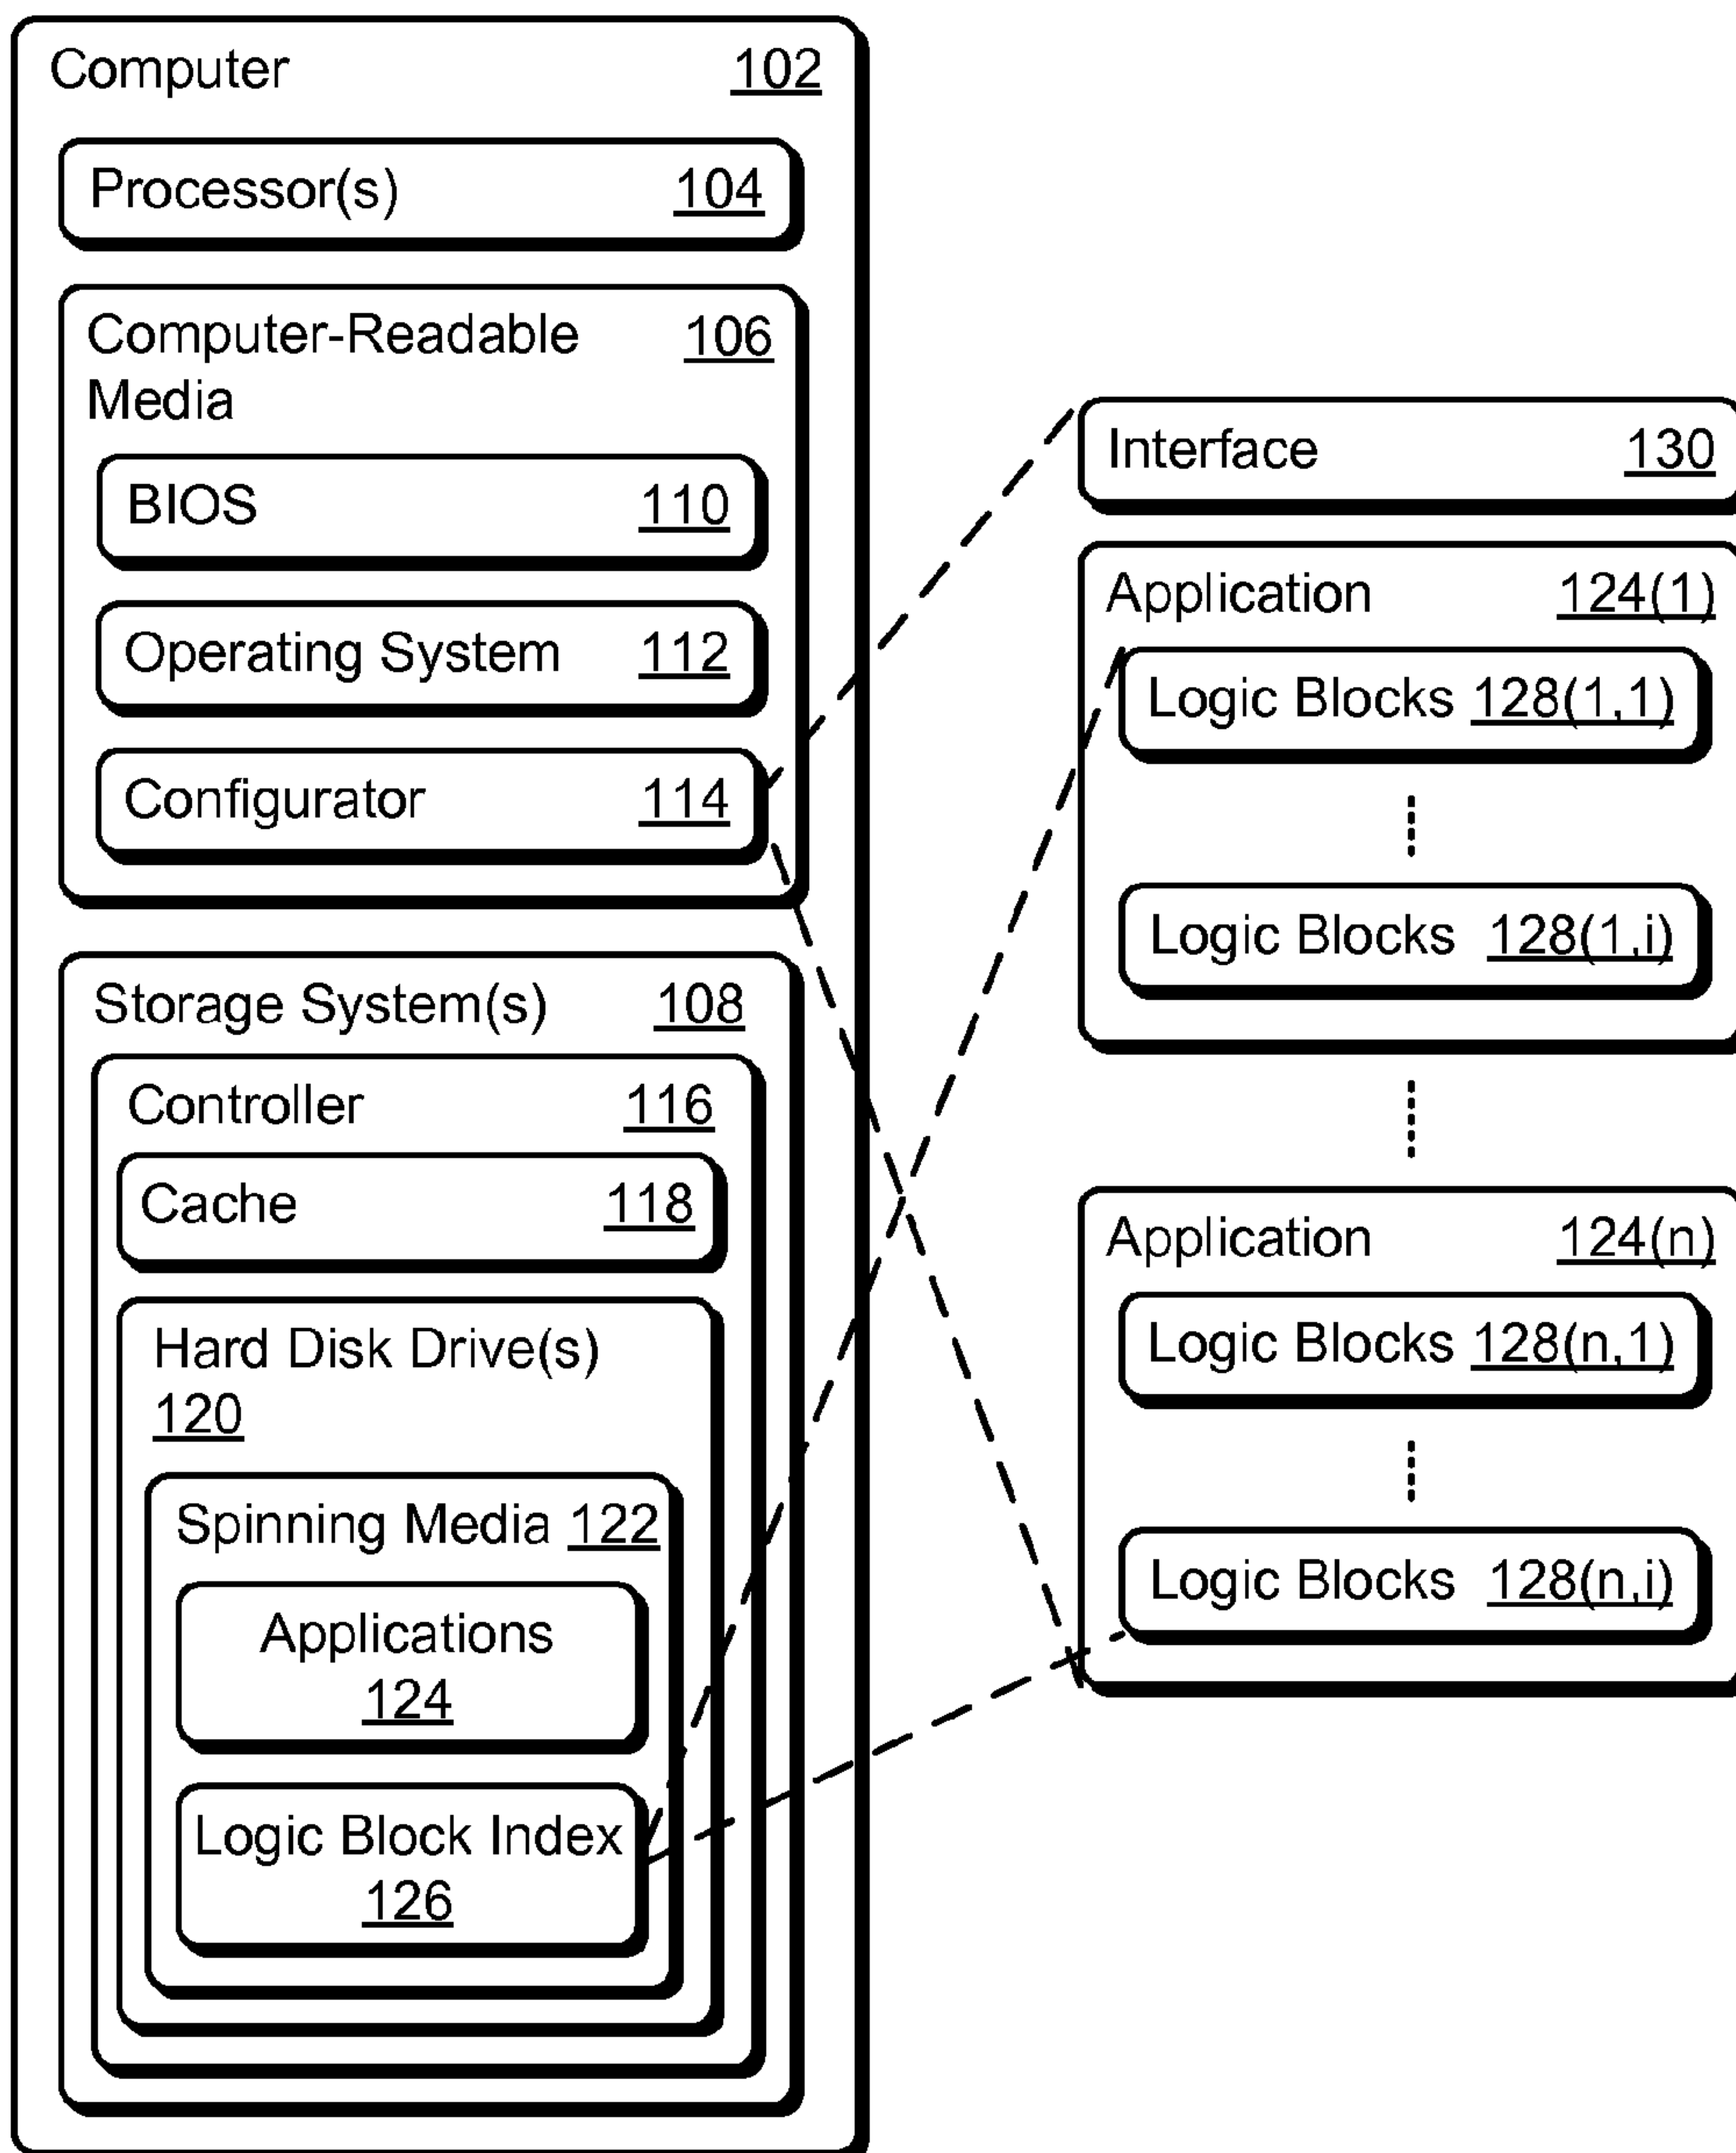 Computer 102
Processor(s) 104
Computer-Readable 106
Media
BIOS 110
Operating System 112
Configurator 114
Storage System(s) 108
Controller 116
Cache 118
Hard Disk Drive(s)
120
Spinning Media 122
Applications
124
Logic Block Index
126
Interface 130
Application 124(1)
Logic Blocks 128(1,1)
Logic Blocks 128(1,i)
Application 124(n)
Logic Blocks 128(n,1)
Logic Blocks 128(n,i)